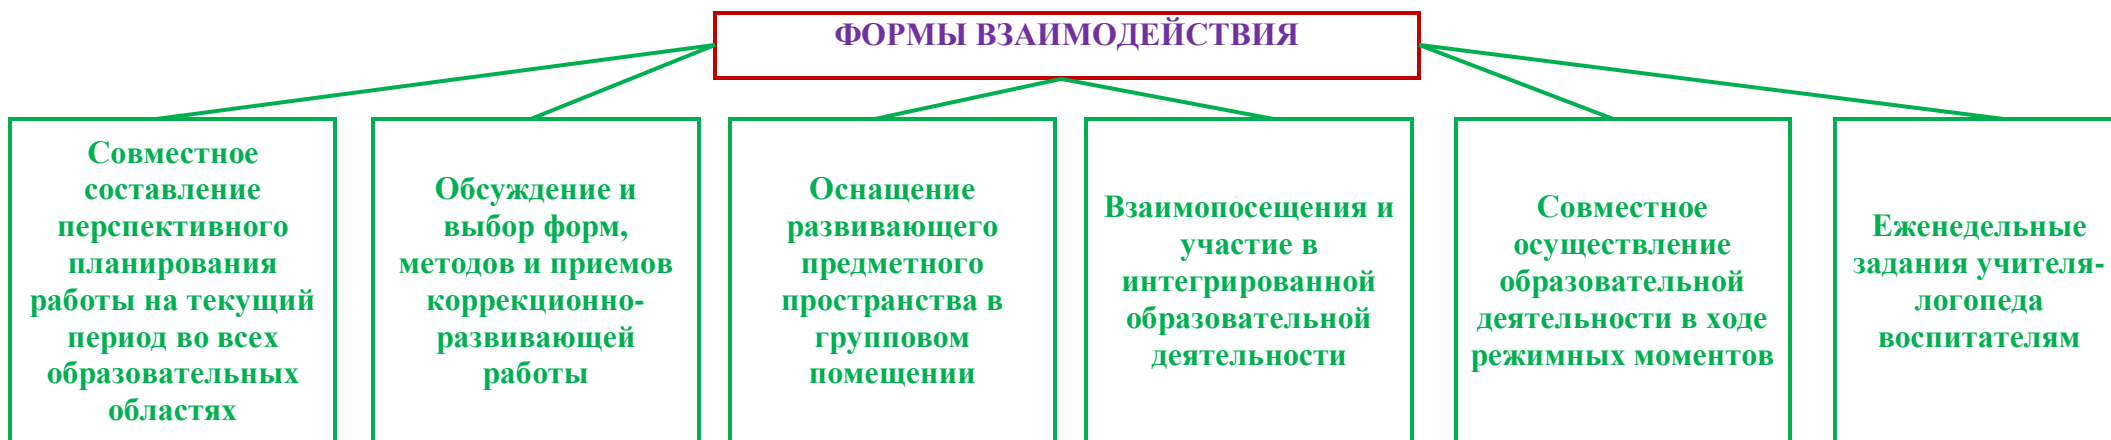 ФОРМЫ ВЗАИМОДЕЙСТВИЯ
Совместное
составление
перспективного
планирования
работы на текущий
период во всех
образовательных
областях
Обсуждение и
выбор форм,
методов и приемов
коррекционно-
развивающей
работы
Оснащение
развивающего
предметного
пространства в
групповом
помещении
Взаимопосещения и
участие в
интегрированной
образовательной
деятельности
Совместное
осуществление
образовательной
деятельности в ходе
режимных моментов
Еженедельные
задания учителя-
логопеда
воспитателям